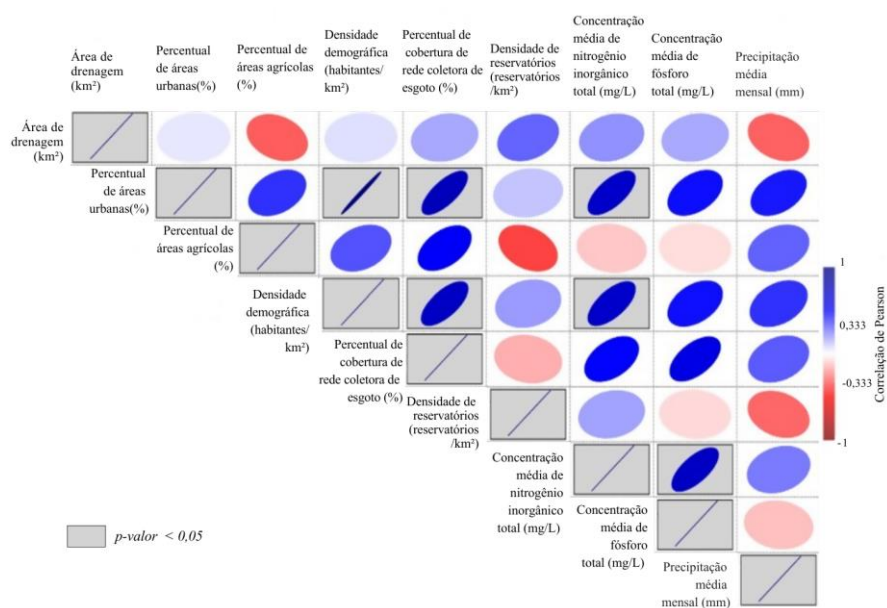 Área de
drenagem
(km²)
Percentual
de áreas
urbanas(%)
Percentual de
áreas agrícolas
(%)
Densidade
demográfica
(habitantes/
km²)
Percentual de
cobertura de
rede coletora de
esgoto (%)
Densidade de
reservatórios
(reservatórios
/km²)
Concentração
média de
nitrogênio
inorgânico
total (mg/L)
Concentração
média de
fósforo
total (mg/L)
Precipitação
média
mensal (mm)
Área de
drenagem
(km²)
Percentual
de áreas
urbanas(%)
Percentual de
áreas agrícolas
(%)
Densidade
demográfica
(habitantes/
km²)
Percentual de
cobertura de
rede coletora de
esgoto (%)
Densidade de
reservatórios
(reservatórios
/km²)
Concentração
média de
nitrogênio
inorgânico
total (mg/L)
Concentração
média de
fósforo
total (mg/L)
Precipitação
média
mensal (mm)
1
0,333
-0,333
-1
Correlação de Pearson
p-valor < 0,05